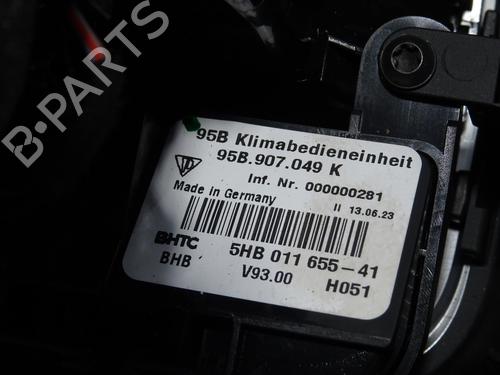 B-PARTS
95B Klimabedieneinheit
95B.907.049 K
Inf. Nr. 000000281
Made in Germany
II 13.06.23
BHTC
5HB 011 655-41
BHB
V93.00
H051